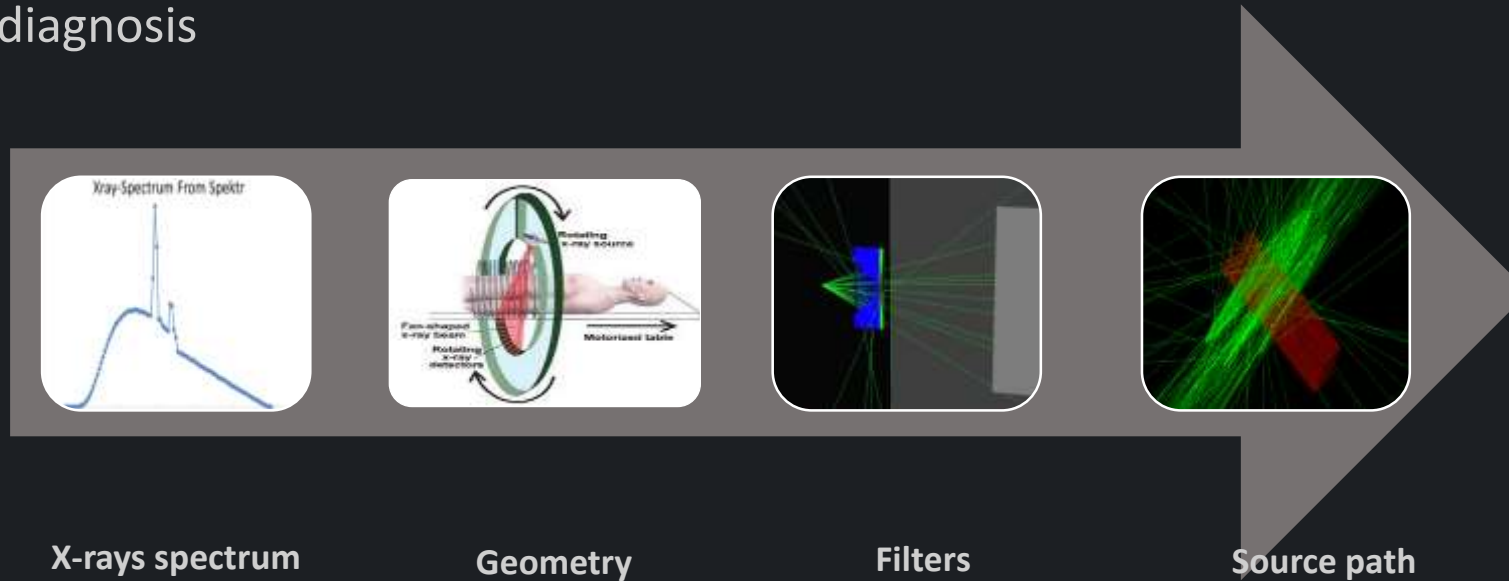 diagnosis
Xray-Spectrum From Spektr
Rotating
x-ray source
Fan-shaped
x-ray beam
Rotating
x-ray
detectors
Motorized table
X-rays spectrum
Geometry
Filters
Source path